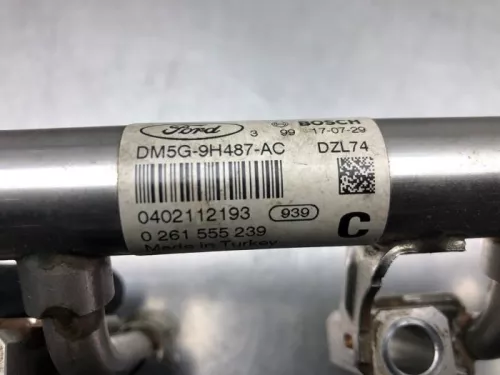 Ford 3 99 BOSCH 17-07-29
DM5G-9H487-AC DZL74
0402112193 939
0 261 555 239 C
Made in Turkey